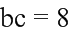 bc = 8